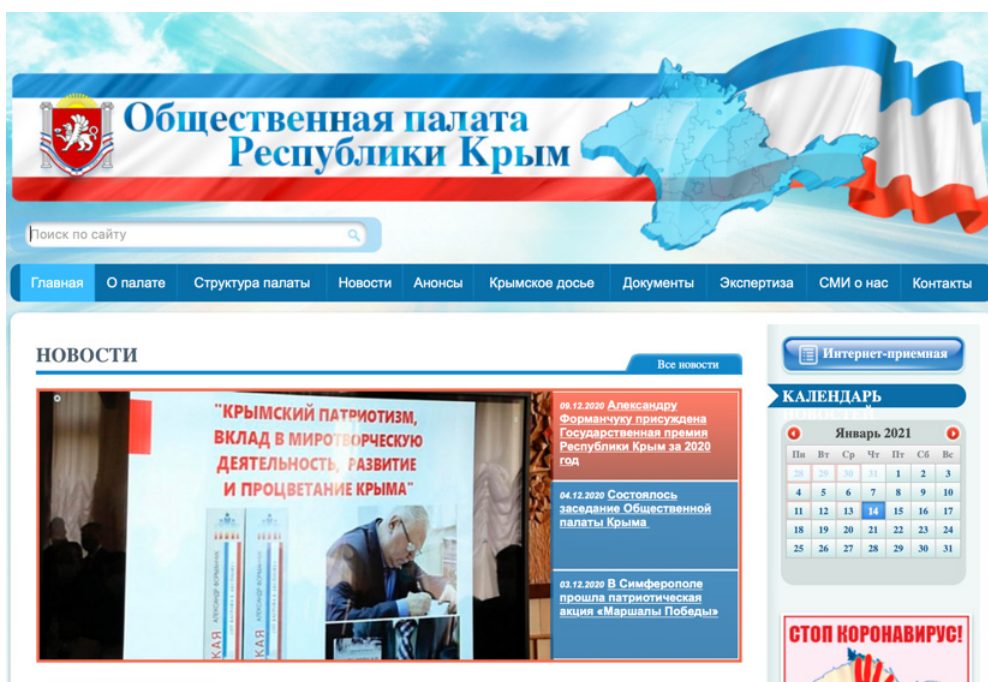 Общественная палата
Республики Крым
Поиск по сайту
Главная
О палате
Структура палаты
Новости
Анонсы
Крымское досье
Документы
Экспертиза
СМИ о нас
Контакты
НОВОСТИ
Все новости
"КРЫМСКИЙ ПАТРИОТИЗМ,
ВКЛАД В МИРОТВОРЧЕСКУЮ
ДЕЯТЕЛЬНОСТЬ, РАЗВИТИЕ
И ПРОЦВЕТАНИЕ КРЫМА"
АЛЕКСАНДР ФОРМАНЧУК
КАЯ
КАЯ
09.12.2020 Александру
Форманчуку присуждена
Государственная премия
Республики Крым за 2020
год
04.12.2020 Состоялось
заседание Общественной
палаты Крыма
03.12.2020 В Симферополе
прошла патриотическая
акция «Маршалы Победы»
Интернет-приемная
КАЛЕНДАРЬ
НОВОСТЕЙ
Январь 2021
Пн Вт Ср Чт Пт Сб Вс
28 29 30 31 1 2 3
4 5 6 7 8 9 10
11 12 13 14 15 16 17
18 19 20 21 22 23 24
25 26 27 28 29 30 31
СТОП КОРОНАВИРУС!